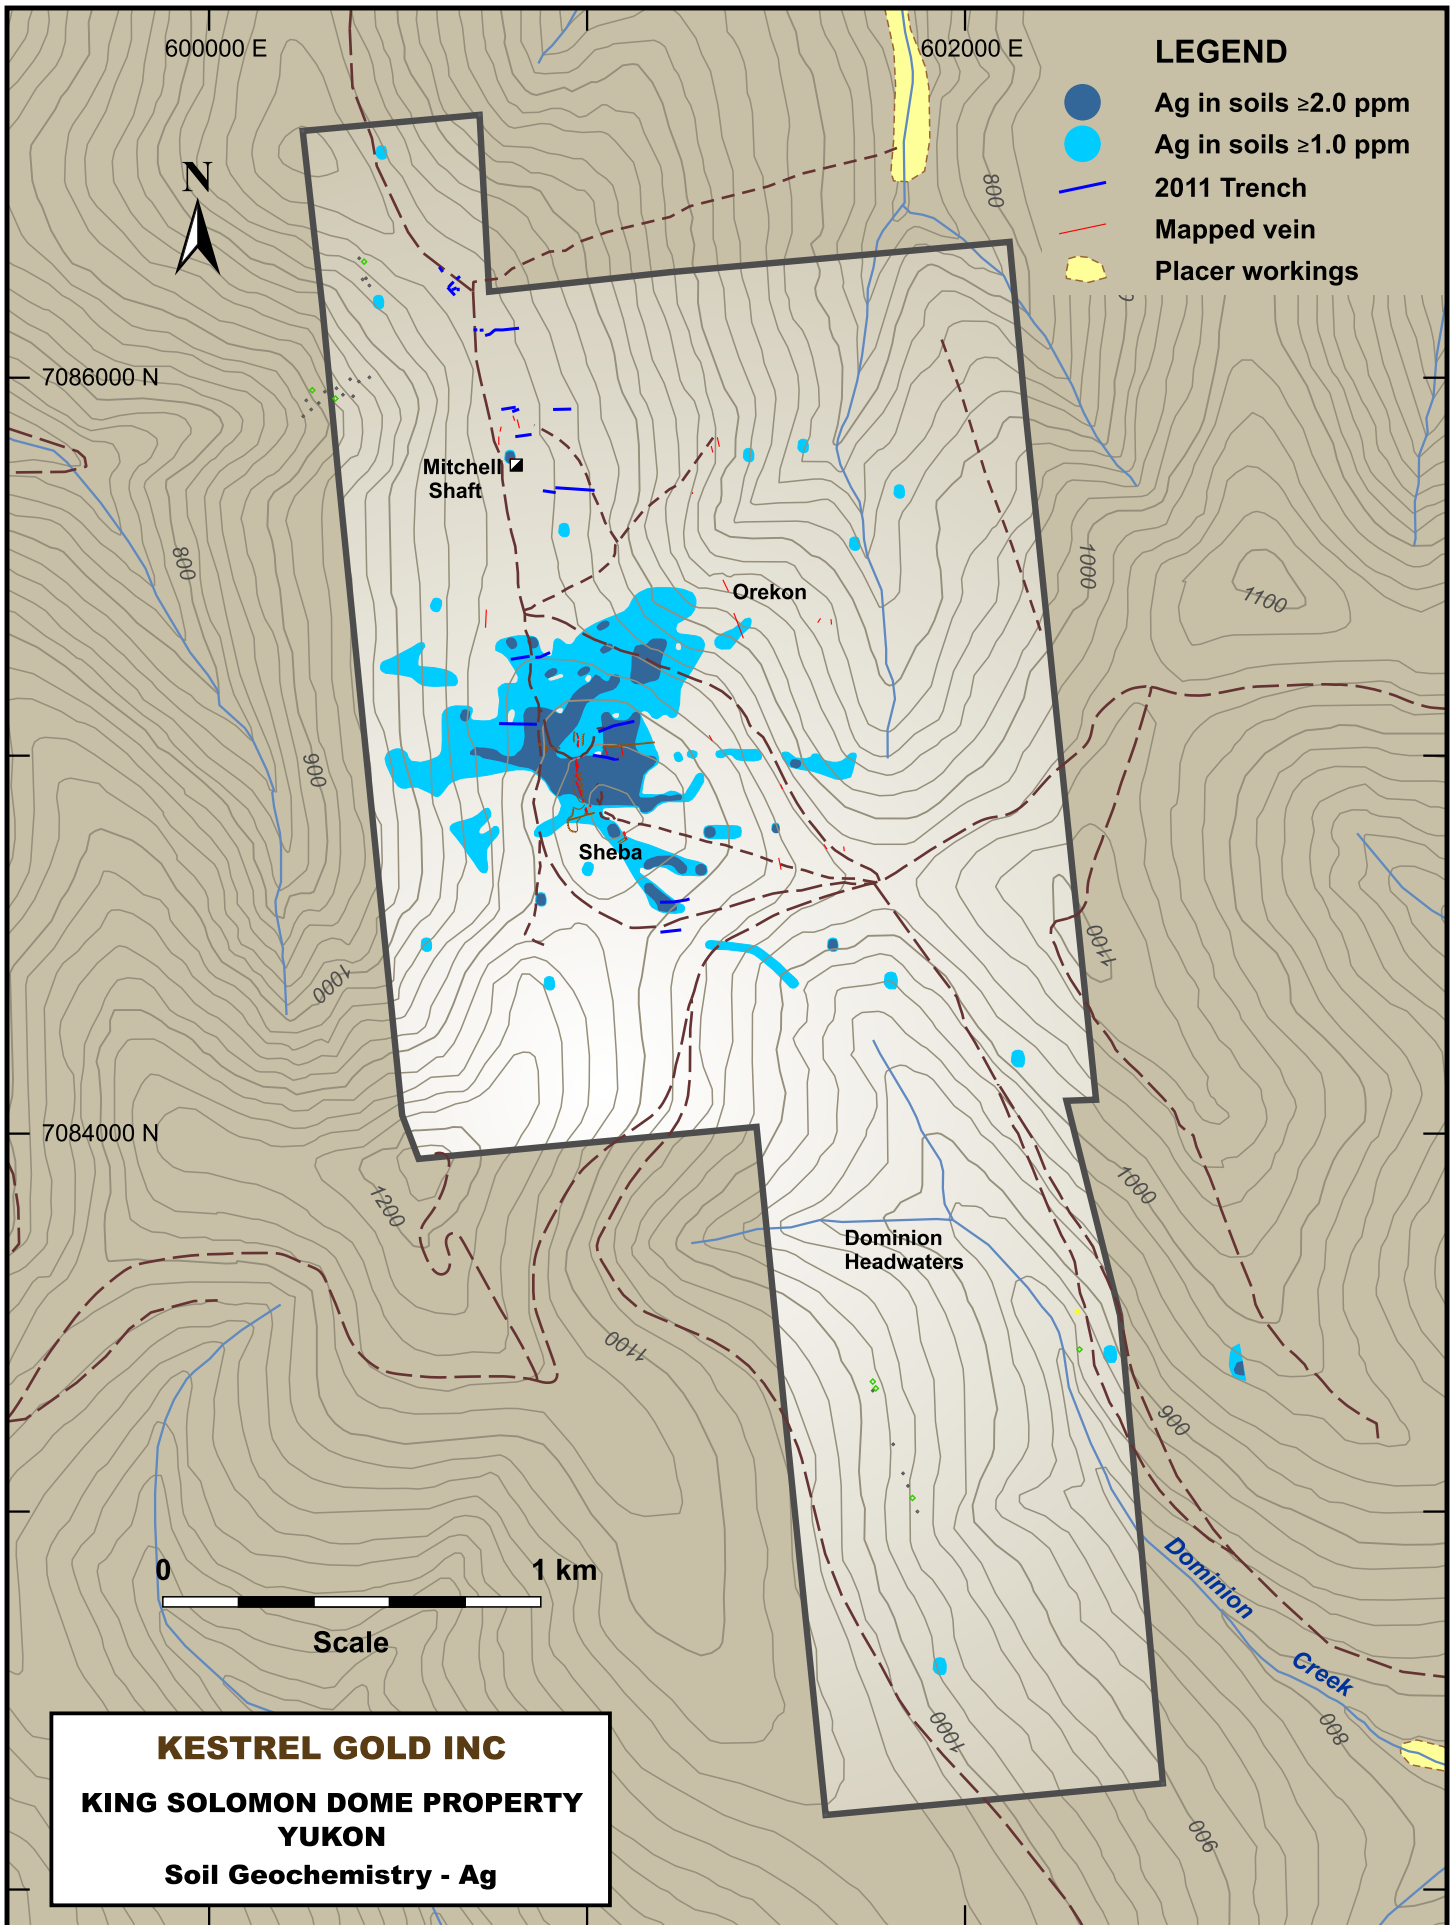 600000 E
602000 E
LEGEND
Ag in soils ≥2.0 ppm
Ag in soils ≥1.0 ppm
2011 Trench
Mapped vein
Placer workings
N
800
7086000 N
Mitchell
Shaft
800
1000
1100
Orekon
900
Sheba
1100
1000
7084000 N
1200
1000
Dominion
Headwaters
1100
900
Dominion
Creek
0
1 km
Scale
1000
800
900
KESTREL GOLD INC
KING SOLOMON DOME PROPERTY
YUKON
Soil Geochemistry - Ag